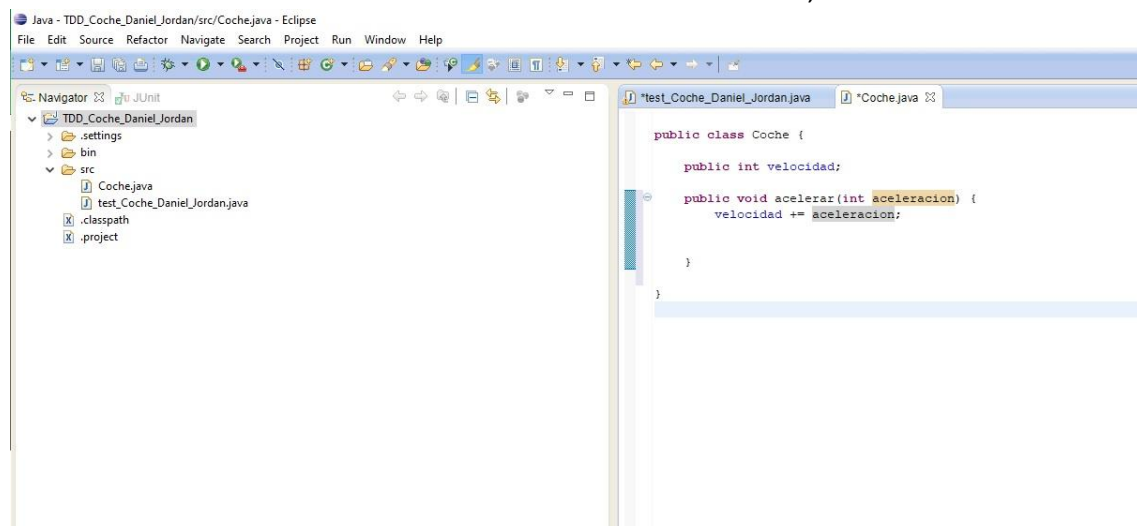 Java - TDD_Coche_Daniel_Jordan/src/Coche.java - Eclipse
File Edit Source Refactor Navigate Search Project Run Window Help
Navigator JUnit
*test_Coche_Daniel_Jordan.java *Coche.java
TDD_Coche_Daniel_Jordan
.settings
bin
src
Coche.java
test_Coche_Daniel_Jordan.java
.classpath
.project
public class Coche {
public int velocidad;
public void acelerar(int aceleracion) {
velocidad += aceleracion;
}
}